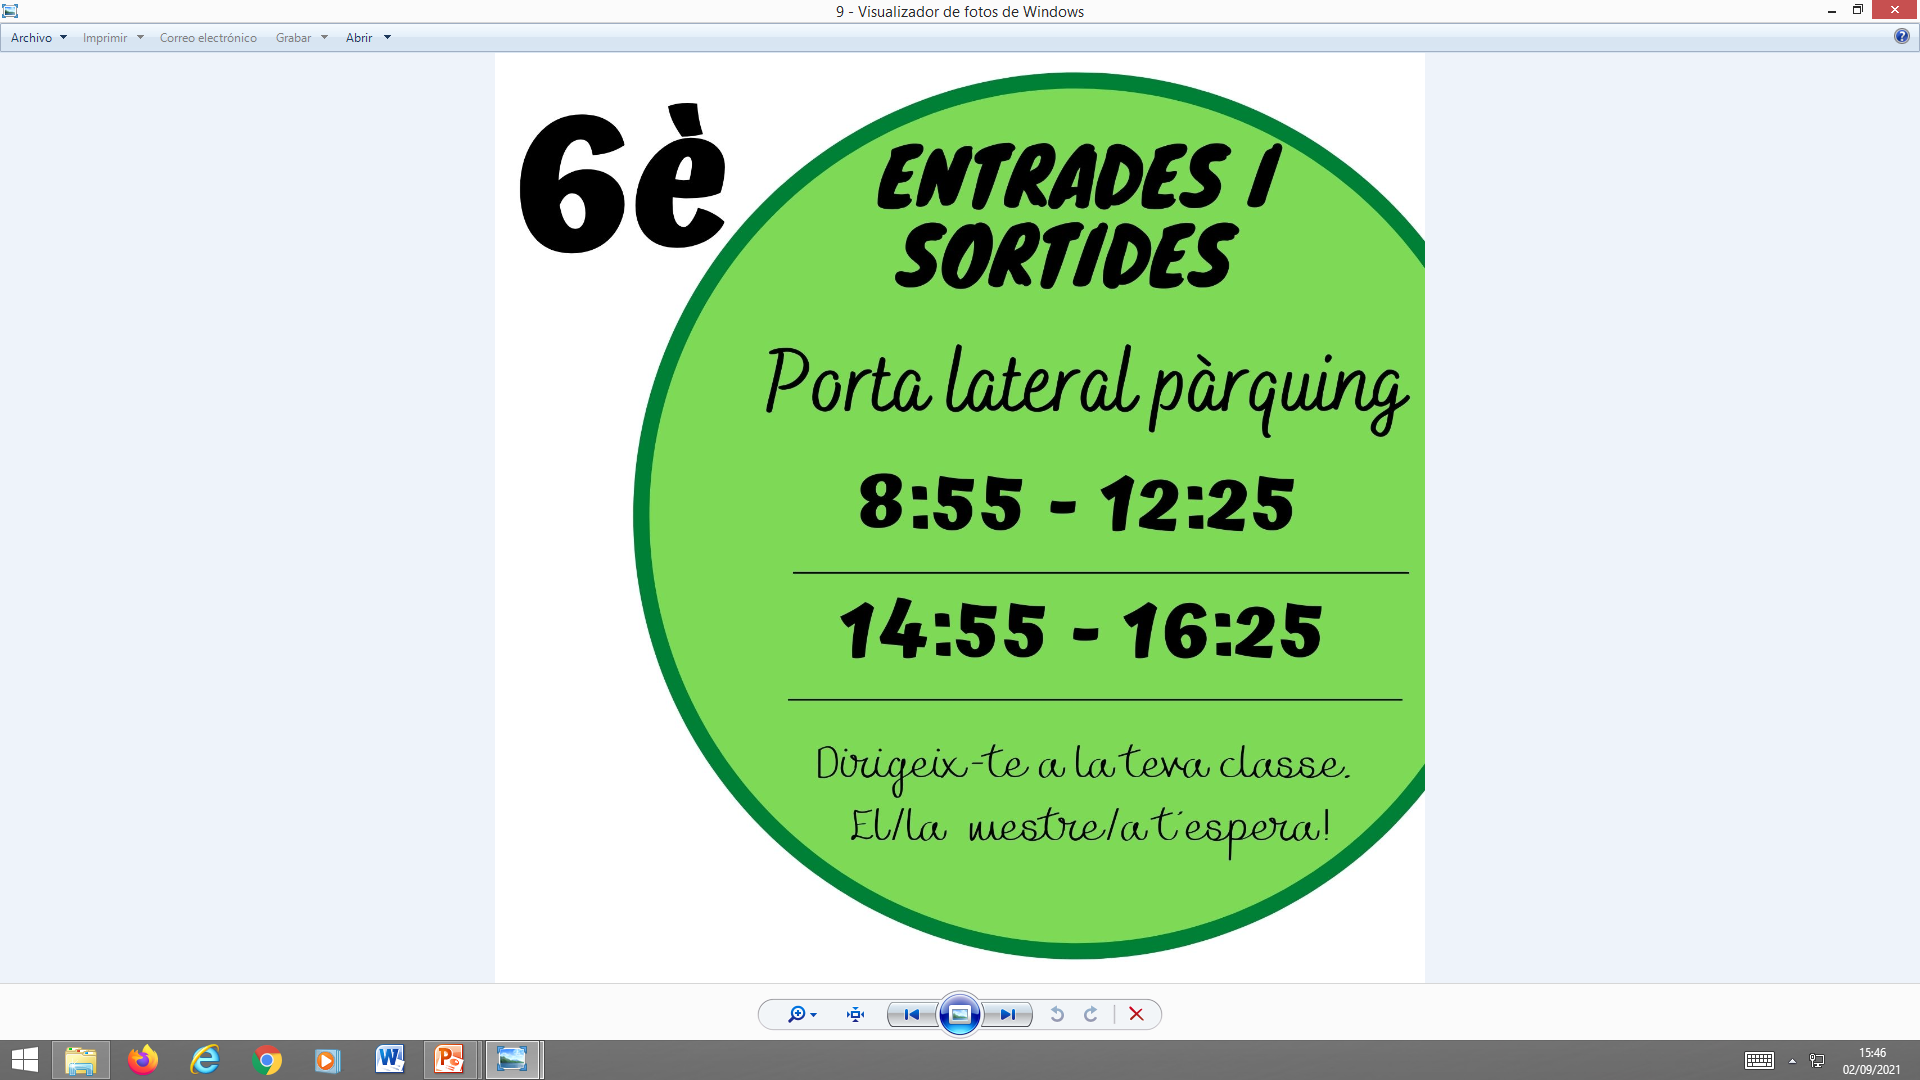 9 - Visualizador de fotos de Windows
Archivo Imprimir Correo electrónico Grabar Abrir
6è
ENTRADES I
SORTIDES
Porta lateral pàrquing
8:55 - 12:25
14:55 - 16:25
Dirigeix-te a la teva classe.
El/la mestre/a t'espera!
15:46
02/09/2021